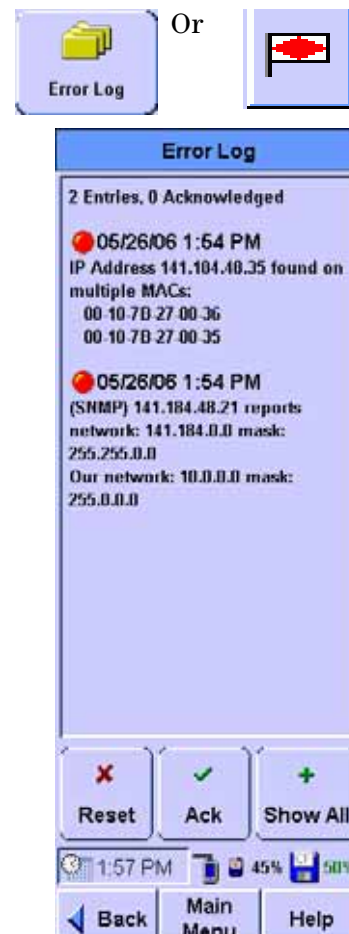 Or
Error Log
Error Log
2 Entries, 0 Acknowledged
05/26/06 1:54 PM
IP Address 141.184.48.35 found on
multiple MACs:
00-10-7B-27-00-36
00-10-7B-27-00-35
05/26/06 1:54 PM
(SNMP) 141.184.48.21 reports
network: 141.184.0.0 mask:
255.255.0.0
Our network: 10.0.0.0 mask:
255.0.0.0
Reset Ack Show All
1:57 PM 45% 50%
Back Main Menu Help